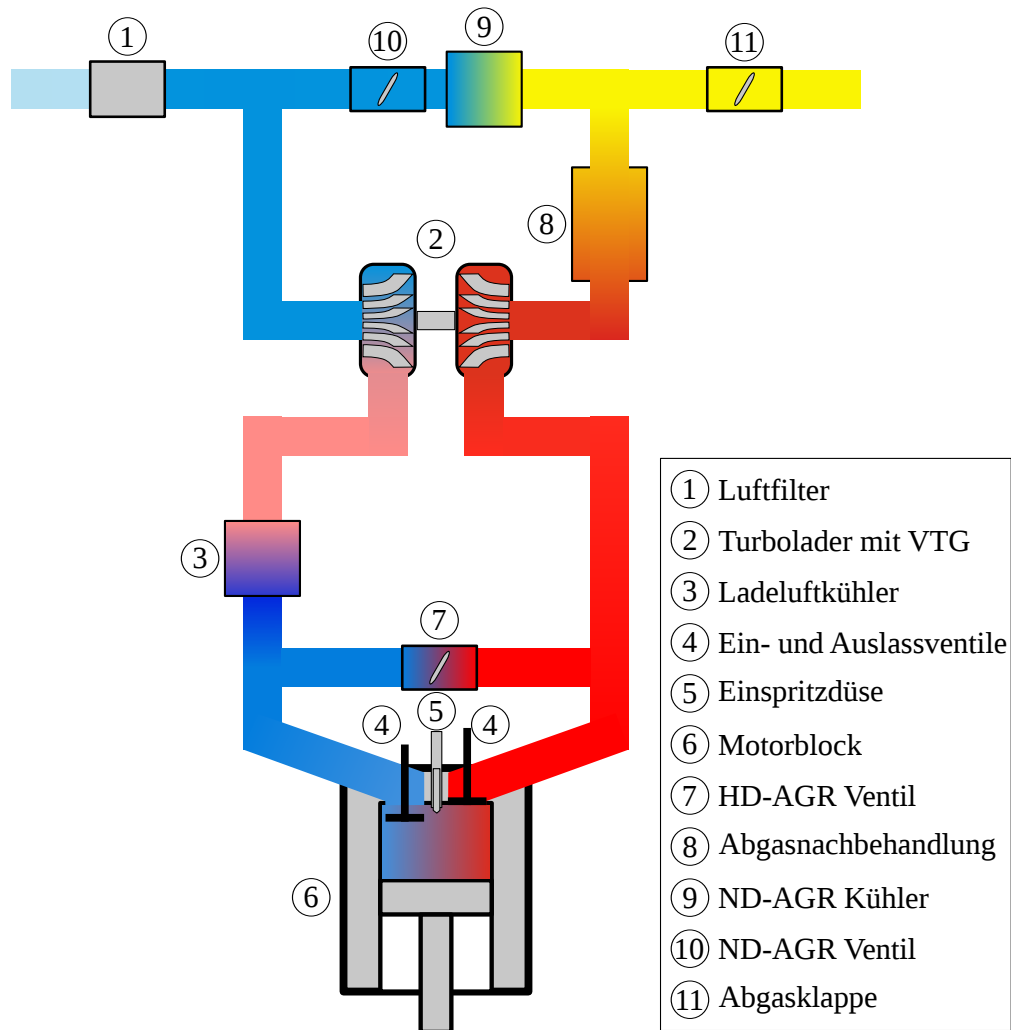 1
10
9
11
2
8
3
7
4
5
4
6
1 Luftfilter
2 Turbolader mit VTG
3 Ladeluftkühler
4 Ein- und Auslassventile
5 Einspritzdüse
6 Motorblock
7 HD-AGR Ventil
8 Abgasnachbehandlung
9 ND-AGR Kühler
10 ND-AGR Ventil
11 Abgasklappe